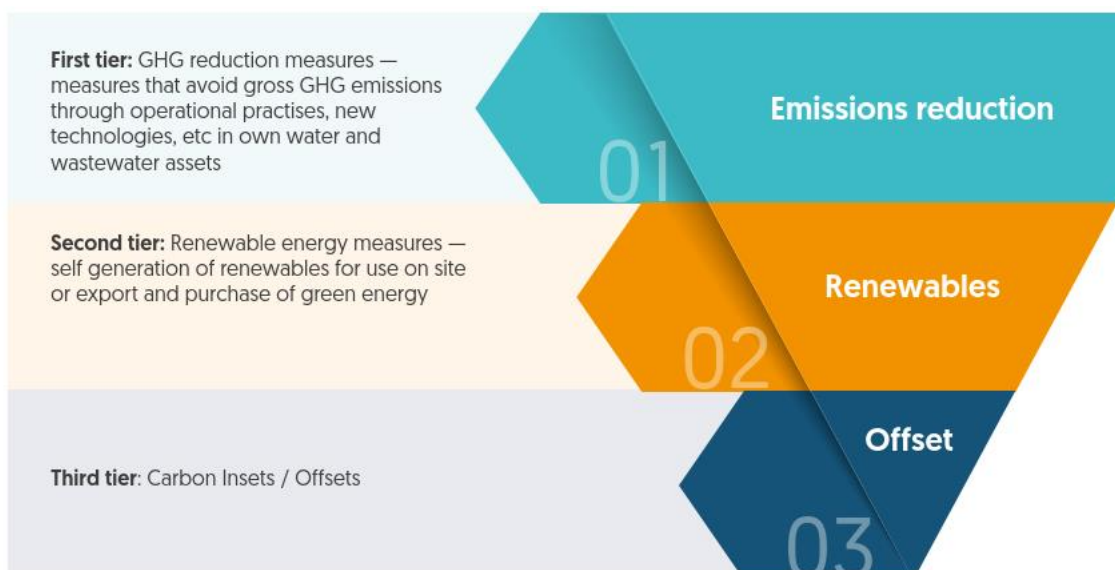 First tier: GHG reduction measures —
measures that avoid gross GHG emissions
through operational practises, new
technologies, etc in own water and
wastewater assets
01
Emissions reduction
Second tier: Renewable energy measures —
self generation of renewables for use on site
or export and purchase of green energy
02
Renewables
Third tier: Carbon Insets / Offsets
03
Offset